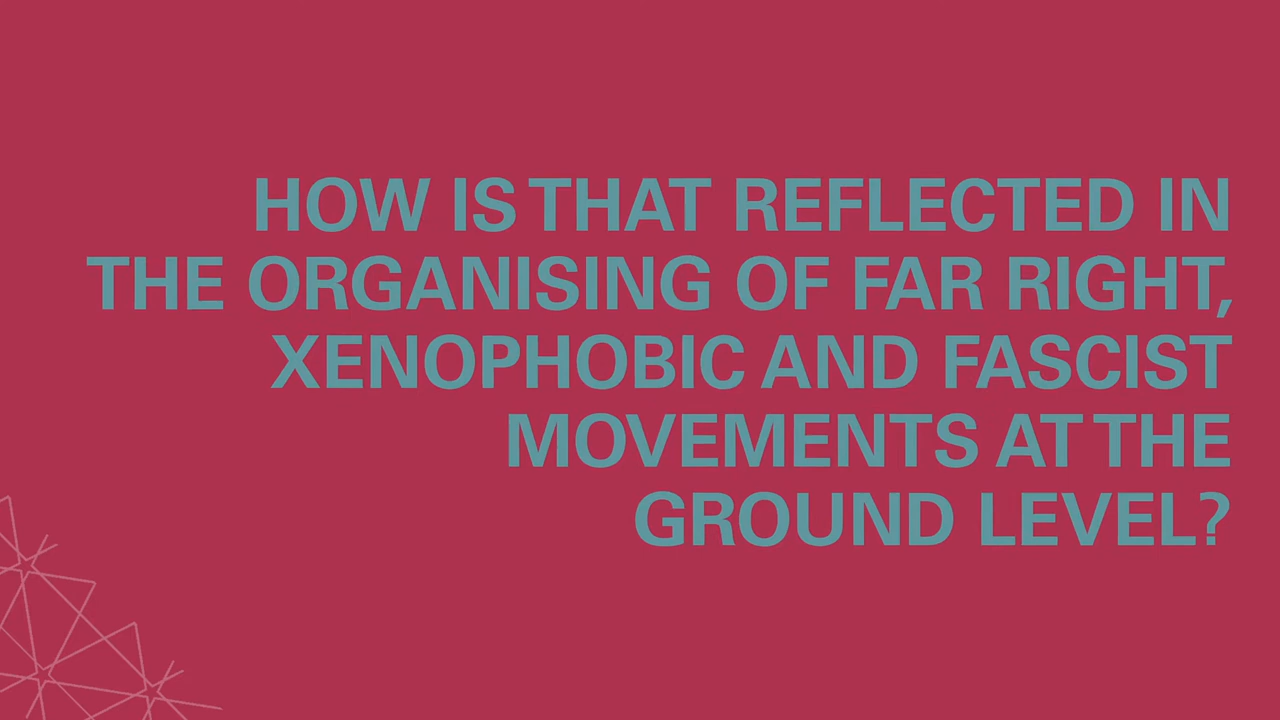 HOW IS THAT REFLECTED IN
THE ORGANISING OF FAR RIGHT,
XENOPHOBIC AND FASCIST
MOVEMENTS AT THE
GROUND LEVEL?